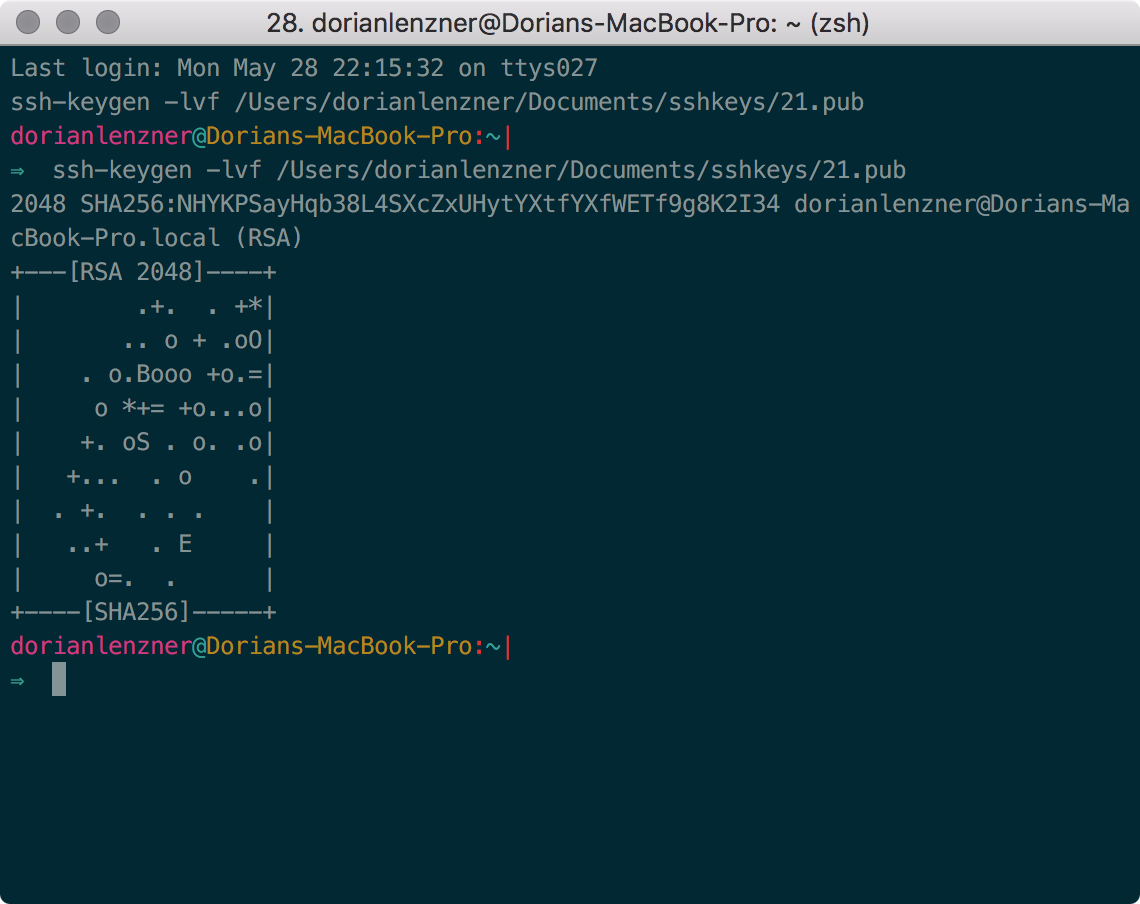 28. dorianlenzner@Dorians-MacBook-Pro: ~ (zsh)
Last login: Mon May 28 22:15:32 on ttys027
ssh-keygen -lvf /Users/dorianlenzner/Documents/sshkeys/21.pub
dorianlenzner@Dorians-MacBook-Pro:~|
⇒  ssh-keygen -lvf /Users/dorianlenzner/Documents/sshkeys/21.pub
2048 SHA256:NHYKPSayHqb38L4SXcZxUHytYXtfYXfWETf9g8K2I34 dorianlenzner@Dorians-Ma
cBook-Pro.local (RSA)
+---[RSA 2048]----+
|        .+.  . +*|
|       .. o + .oO|
|    . o.Booo +o.=|
|     o *+= +o...o|
|    +. oS . o. .o|
|   +...  . o    .|
|  . +.  . . .    |
|   ..+   . E     |
|     o=.  .      |
+----[SHA256]-----+
dorianlenzner@Dorians-MacBook-Pro:~|
⇒